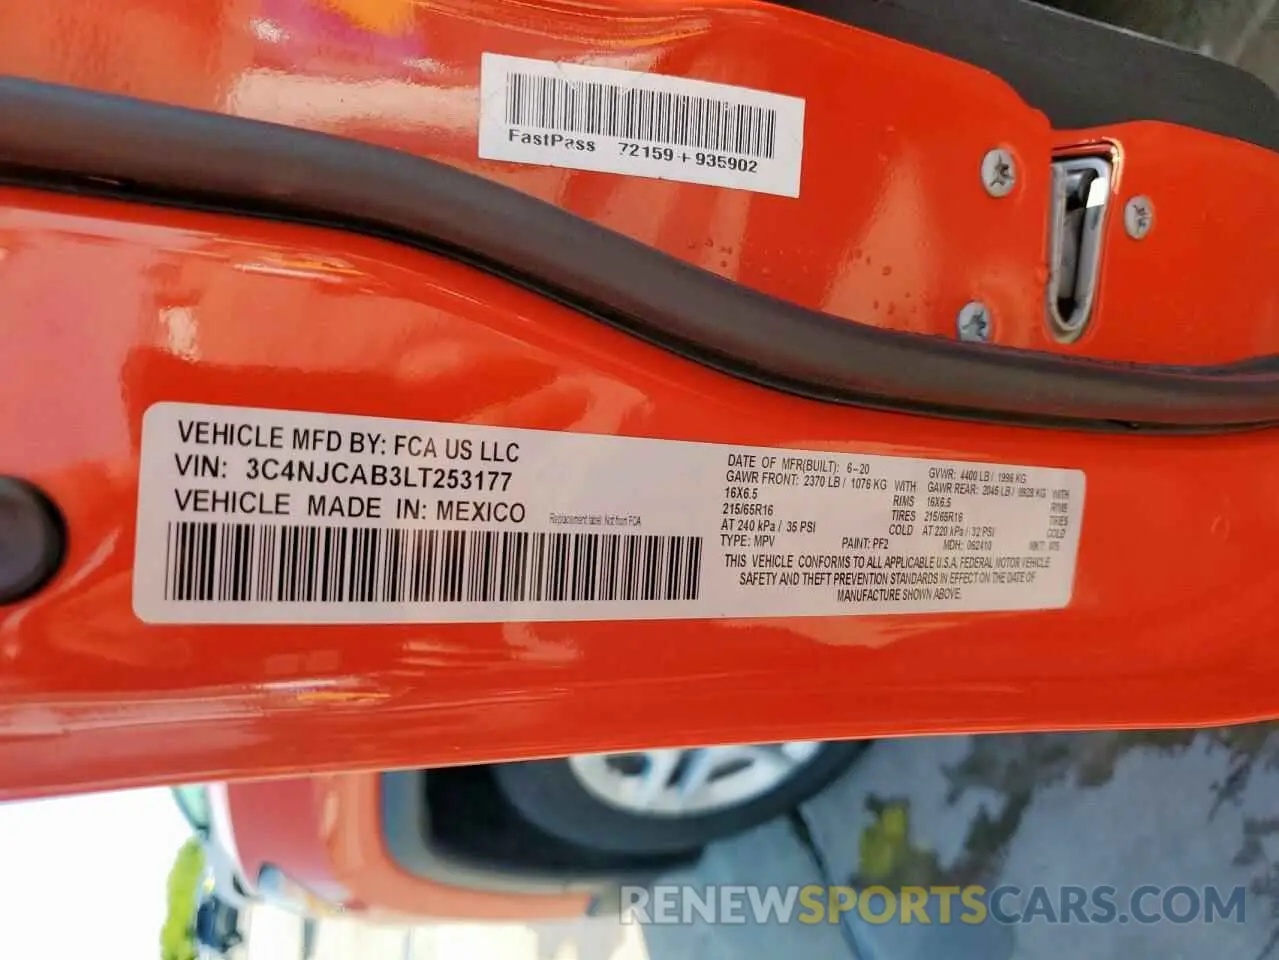 FastPass 72159 + 935902
VEHICLE MFD BY: FCA US LLC
VIN: 3C4NJCAB3LT253177
VEHICLE MADE IN: MEXICO
Replacement label. Not from FCA
DATE OF MFR(BUILT): 6-20 GVWR: 4400 LB / 1996 KG
GAWR FRONT: 2370 LB / 1076 KG WITH GAWR REAR: 2045 LB / 0928 KG WITH
16X6.5 RIMS 16X6.5 RIMS
215/65R16 TIRES 215/65R16 TIRES
AT 240 kPa / 35 PSI COLD AT 220 kPa / 32 PSI COLD
TYPE: MPV PAINT: PF2 MDH: 062410 MKT:
THIS VEHICLE CONFORMS TO ALL APPLICABLE U.S.A. FEDERAL MOTOR VEHICLE
SAFETY AND THEFT PREVENTION STANDARDS IN EFFECT ON THE DATE OF
MANUFACTURE SHOWN ABOVE.
RENEWSPORTSCARS.COM